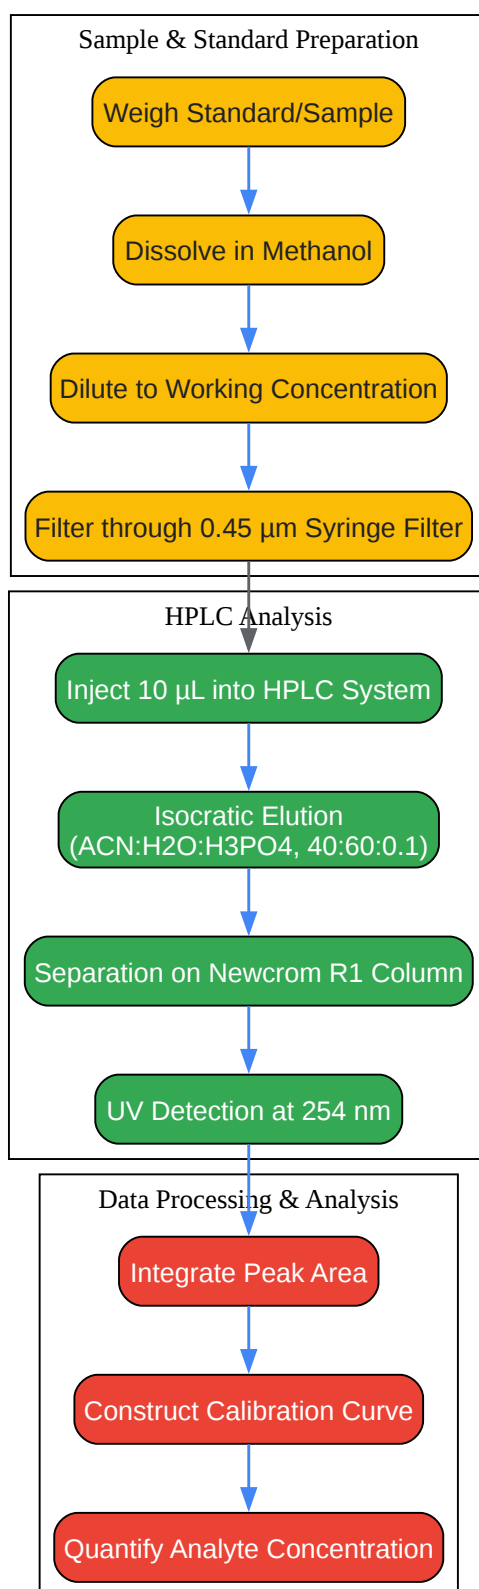 Sample & Standard Preparation
Weigh Standard/Sample
Dissolve in Methanol
Dilute to Working Concentration
Filter through 0.45 µm Syringe Filter
HPLC Analysis
Inject 10 µL into HPLC System
Isocratic Elution
(ACN:H2O:H3PO4, 40:60:0.1)
Separation on Newcrom R1 Column
UV Detection at 254 nm
Data Processing & Analysis
Integrate Peak Area
Construct Calibration Curve
Quantify Analyte Concentration